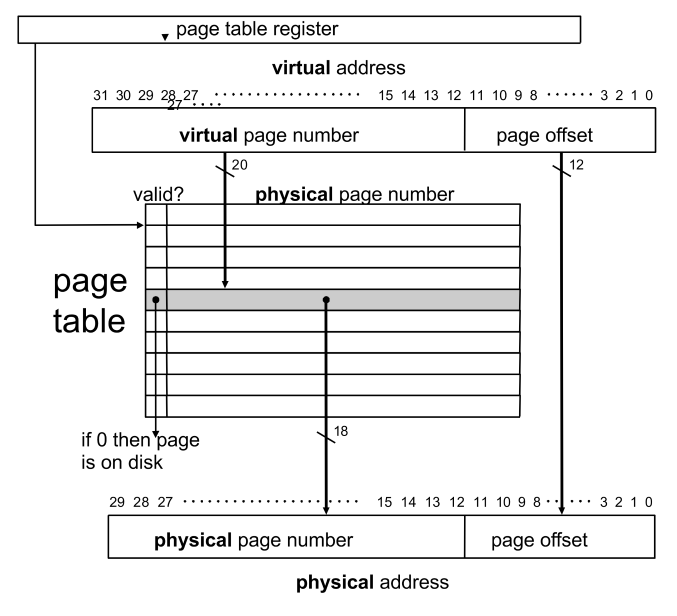 page table register
virtual address
31 30 29 28 27 .................... 15 14 13 12 11 10 9 8 ...... 3 2 1 0
27 ....
virtual page number page offset
20 12
valid? physical page number
page
table
18
if 0 then page
is on disk
29 28 27 ........................ 15 14 13 12 11 10 9 8 ...... 3 2 1 0
physical page number page offset
physical address